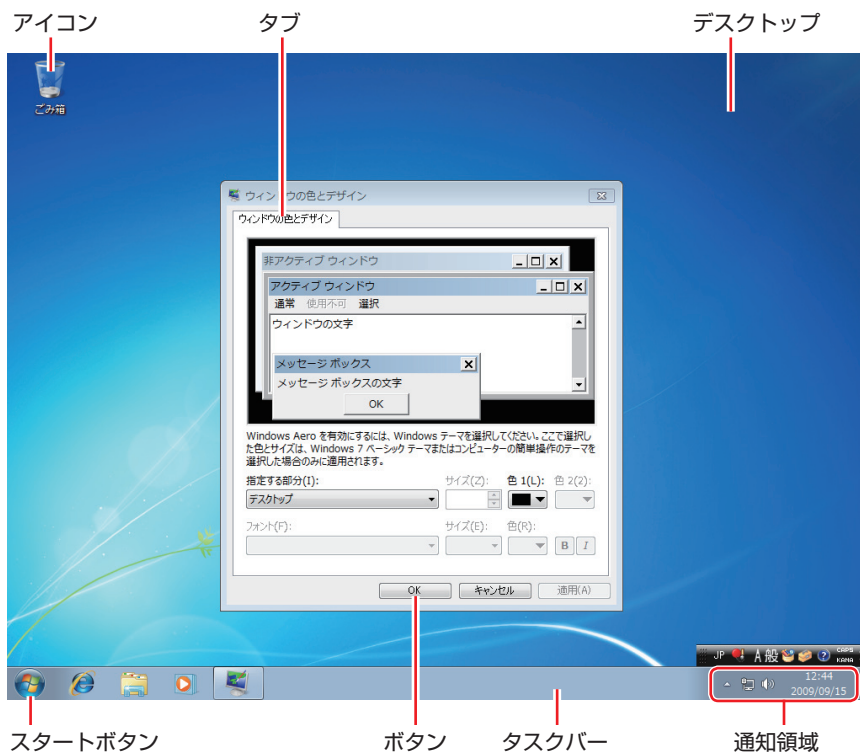 アイコン
タブ
デスクトップ
ごみ箱
ウィン ウの色とデザイン
ウィンドウの色とデザイン
非アクティブ ウィンドウ
アクティブ ウィンドウ
通常 使用不可 選択
ウィンドウの文字
メッセージ ボックス
メッセージ ボックスの文字
OK
Windows Aero を有効にするには、Windows テーマを選択してください。ここで選択し
た色とサイズは、Windows 7 ベーシック テーマまたはコンピューターの簡単操作のテーマを
選択した場合のみに適用されます。
指定する部分(I): サイズ(Z): 色 1(L): 色 2(2):
デスクトップ
フォント(F): サイズ(E): 色(R):
B I
OK キャンセル 適用(A)
JP A 般 ? CAPS
KANA
12:44
2009/09/15
スタートボタン
ボタン
タスクバー
通知領域